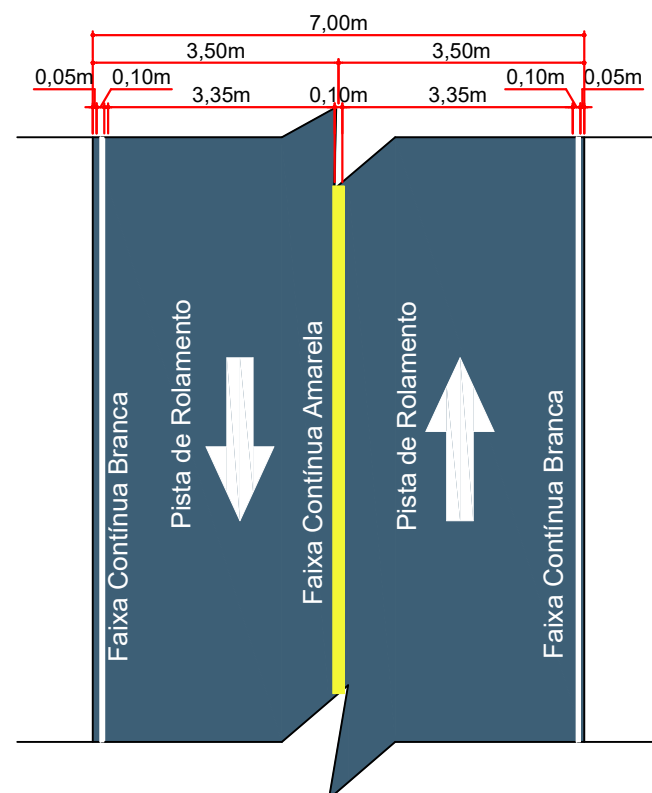 7,00m
3,50m
3,50m
0,05m
0,10m
3,35m
0,10m
3,35m
0,10m
0,05m
Faixa Contínua Branca
Pista de Rolamento
Faixa Contínua Amarela
Pista de Rolamento
Faixa Contínua Branca